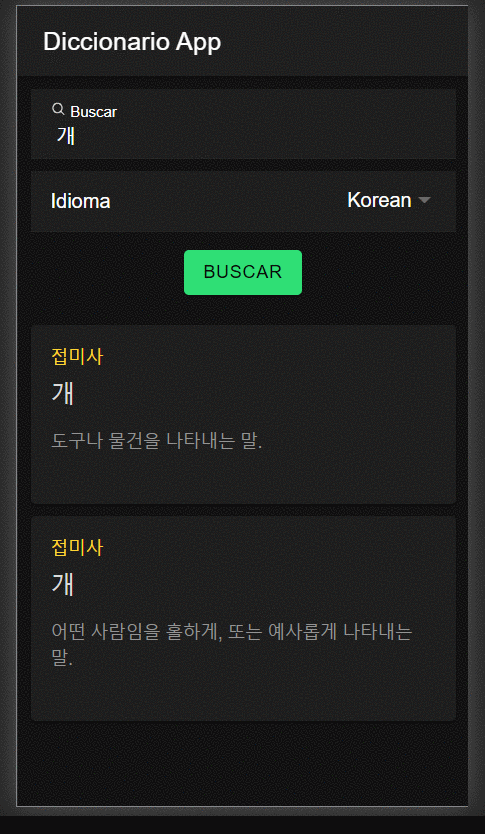 Diccionario App
Buscar
개
Idioma
Korean
BUSCAR
접미사
개
도구나 물건을 나타내는 말.
접미사
개
어떤 사람임을 홀하게, 또는 예사롭게 나타내는
말.